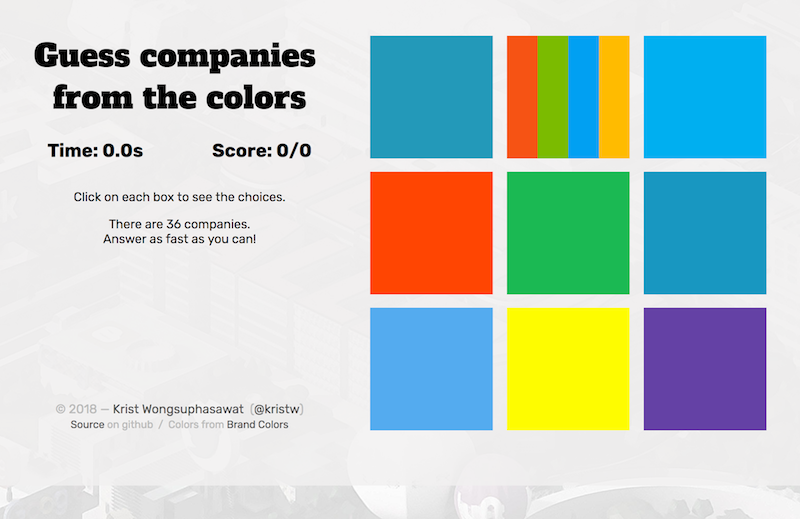 Guess companies
from the colors
Time: 0.0s Score: 0/0
Click on each box to see the choices.
There are 36 companies.
Answer as fast as you can!
© 2018 — Krist Wongsuphasawat (@kristw)
Source on github / Colors from Brand Colors